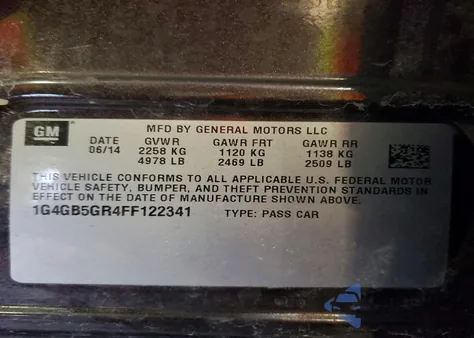 GM
MFD BY GENERAL MOTORS LLC
DATE GVWR GAWR FRT GAWR RR
06/14 2258 KG 1120 KG 1138 KG
4978 LB 2469 LB 2509 LB
THIS VEHICLE CONFORMS TO ALL APPLICABLE U.S. FEDERAL MOTOR
VEHICLE SAFETY, BUMPER, AND THEFT PREVENTION STANDARDS IN
EFFECT ON THE DATE OF MANUFACTURE SHOWN ABOVE.
1G4GB5GR4FF122341 TYPE: PASS CAR